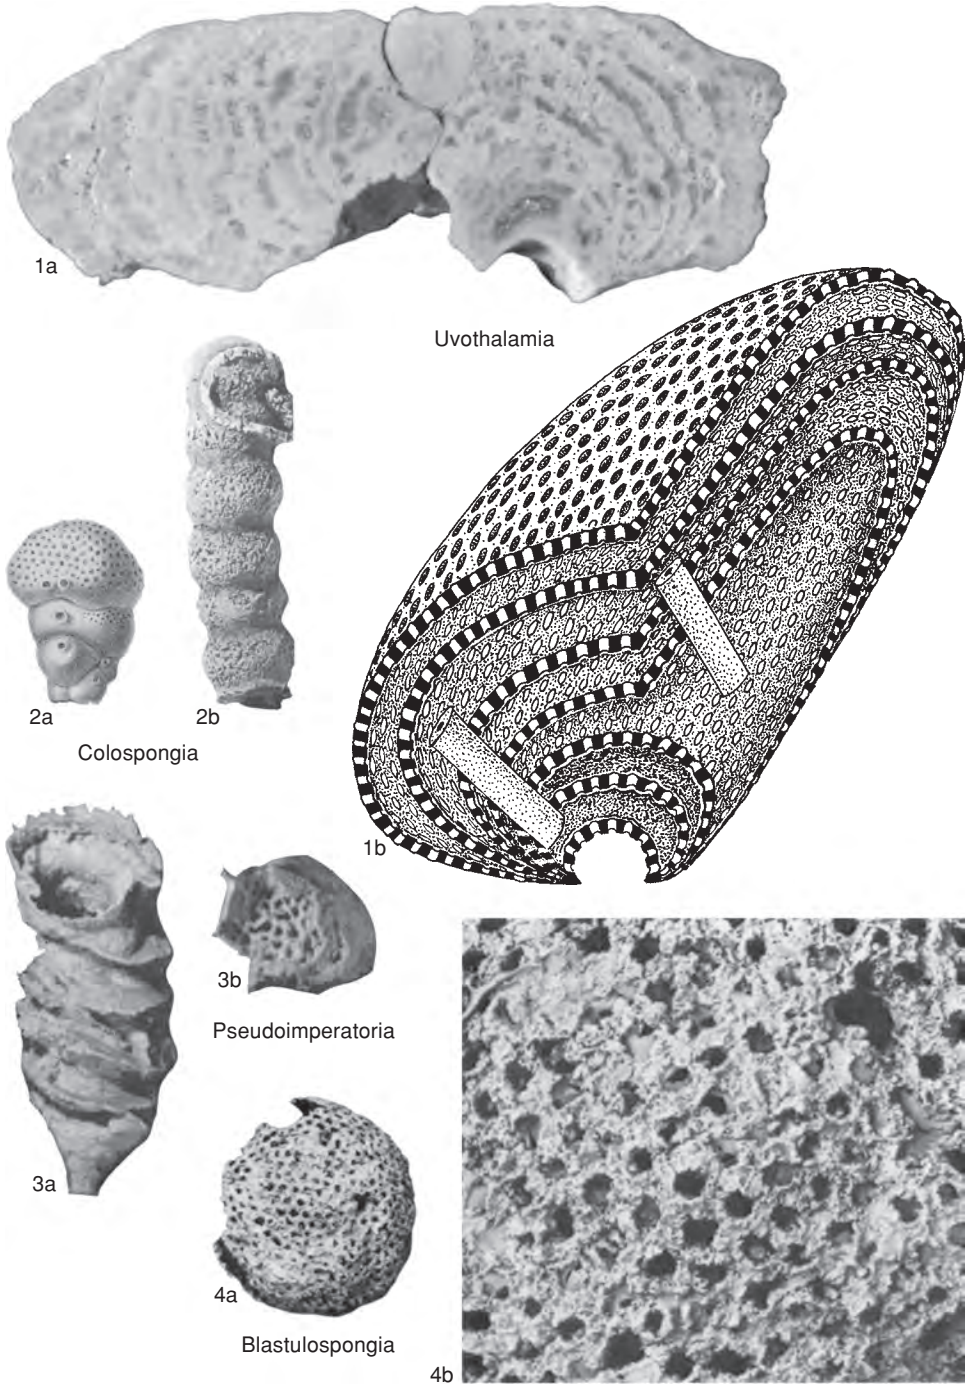 1a
Uvothalamia
2a
2b
Colospongia
1b
3b
Pseudoimperatoria
3a
4a
Blastulospongia
4b